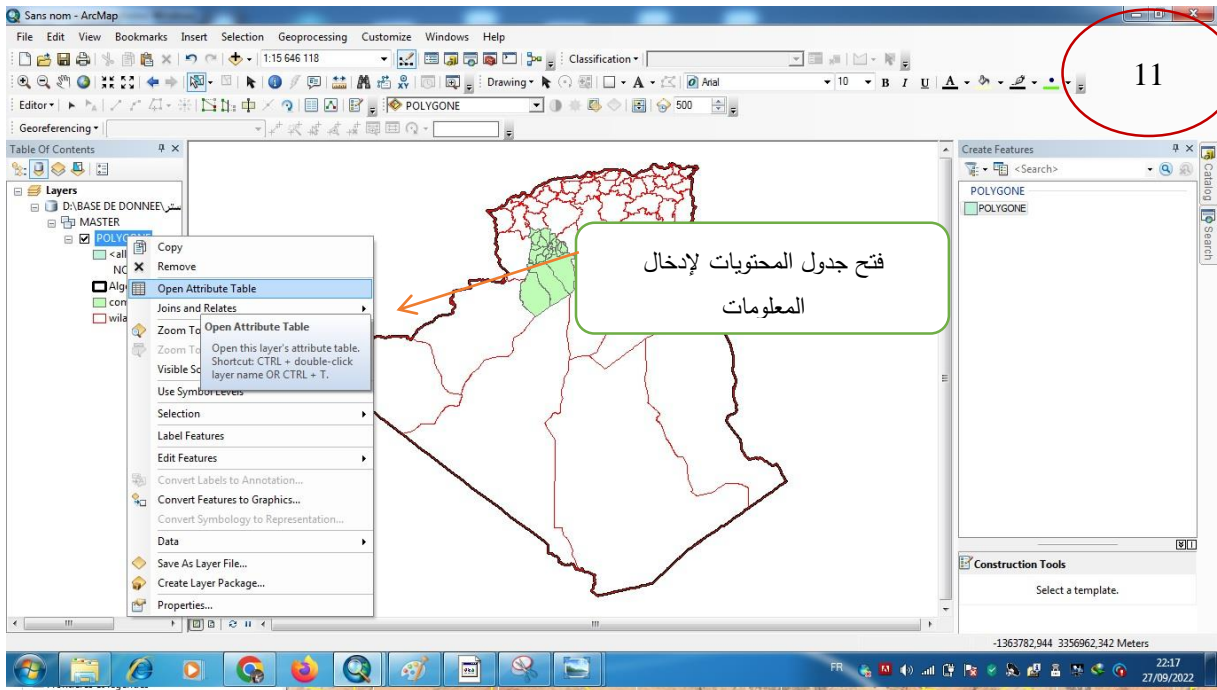 Sans nom - ArcMap
File Edit View Bookmarks Insert Selection Geoprocessing Customize Windows Help
1:15 646 118
Classification
Drawing
A
Arial
10
B I U A
11
Editor
POLYGONE
500
Georeferencing
Table Of Contents
Layers
D:\BASE DE DONNEE\
MASTER
POLYGONE
Copy
Remove
Open Attribute Table
Joins and Relates
Open Attribute Table
Open this layer's attribute table.
Shortcut: CTRL + double-click
layer name OR CTRL + T.
Use Symbol Levels
Selection
Label Features
Edit Features
Convert Labels to Annotation...
Convert Features to Graphics...
Convert Symbology to Representation...
Data
Save As Layer File...
Create Layer Package...
Properties...
فتح جدول المحتويات لإدخال
المعلومات
Create Features
<Search>
POLYGONE
POLYGONE
Catalog
Search
Construction Tools
Select a template.
-1363782,944 3356962,342 Meters
FR
22:17
27/09/2022